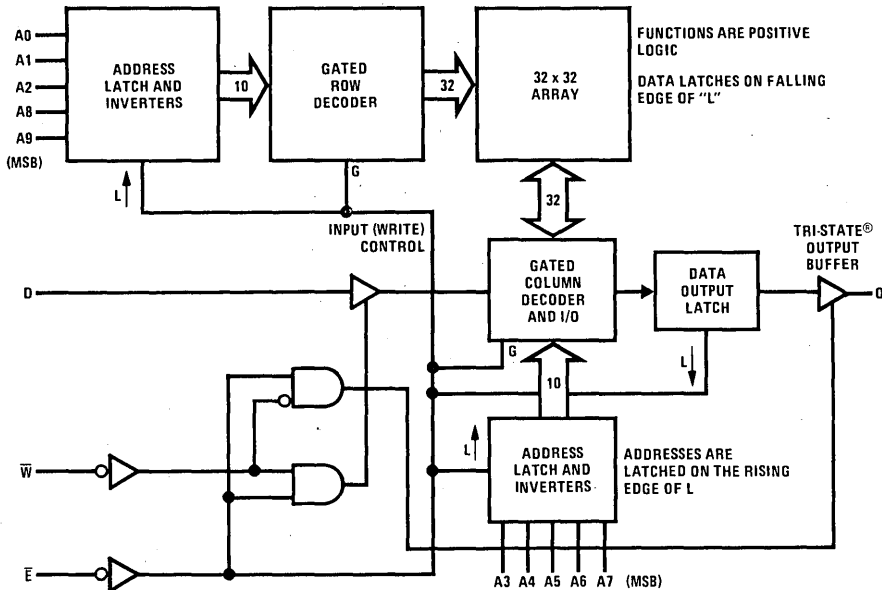 A0
A1
A2
A8
A9
(MSB)
ADDRESS
LATCH AND
INVERTERS
10
GATED
ROW
DECODER
32
32 x 32
ARRAY
FUNCTIONS ARE POSITIVE
LOGIC
DATA LATCHES ON FALLING
EDGE OF "L"
L
G
INPUT (WRITE)
CONTROL
32
TRI-STATE®
OUTPUT
BUFFER
D
GATED
COLUMN
DECODER
AND I/O
DATA
OUTPUT
LATCH
Q
G
L
10
L
ADDRESS
LATCH AND
INVERTERS
ADDRESSES ARE
LATCHED ON THE RISING
EDGE OF L
W̅
E̅
A3 A4 A5 A6 A7 (MSB)